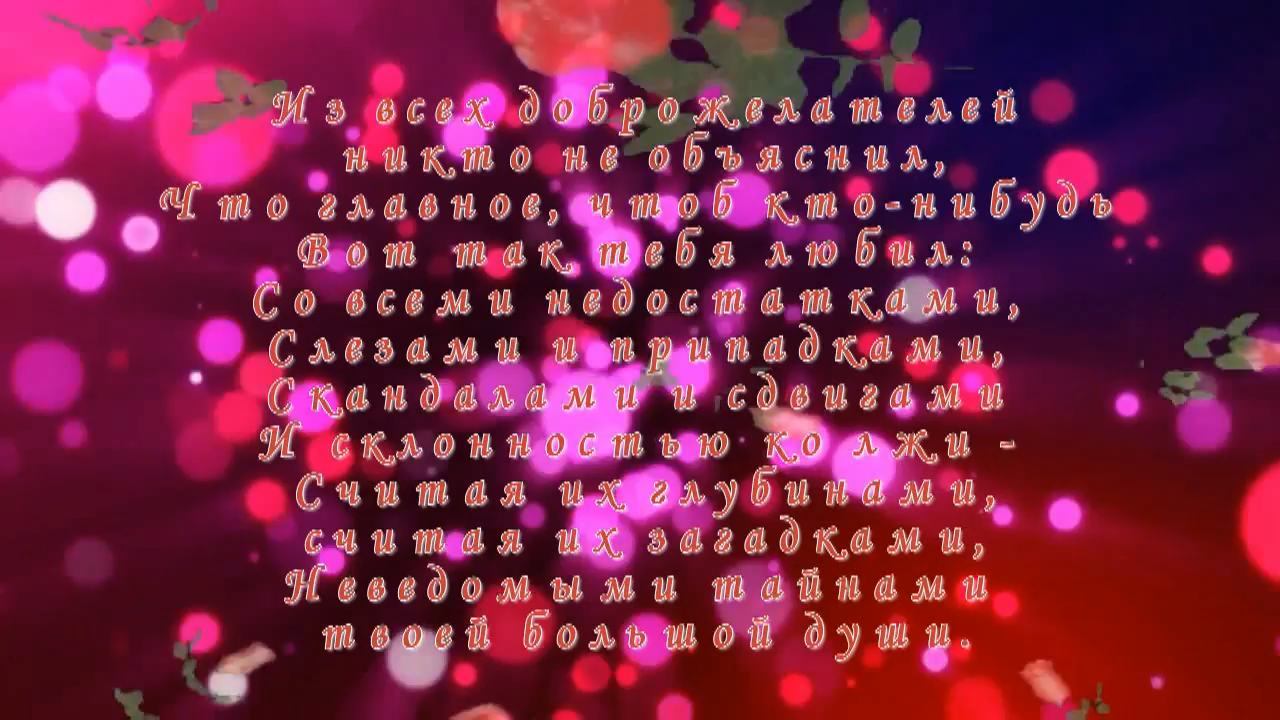 Из всех доброжелателей
никто не объяснил,
Что главное, чтоб кто-нибудь
Вот так тебя любил:
Со всеми недостатками,
Слезами и припадками,
Скандалами и сдвигами
И склонностью ко лжи -
Считая их глубинами,
считая их загадками,
Неведомыми тайнами
твоей большой души.